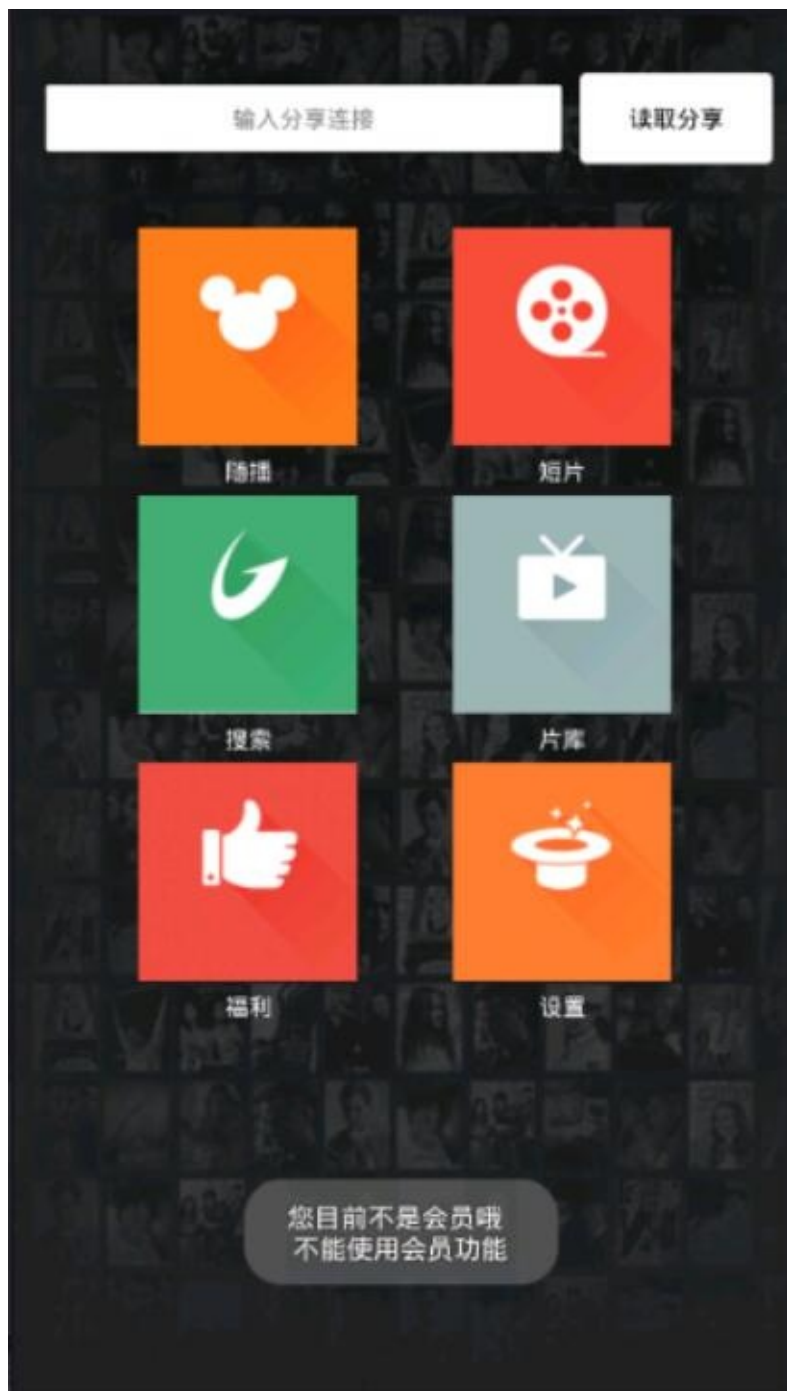 输入分享连接
读取分享
随播
短片
搜索
片库
福利
设置
您目前不是会员哦
不能使用会员功能